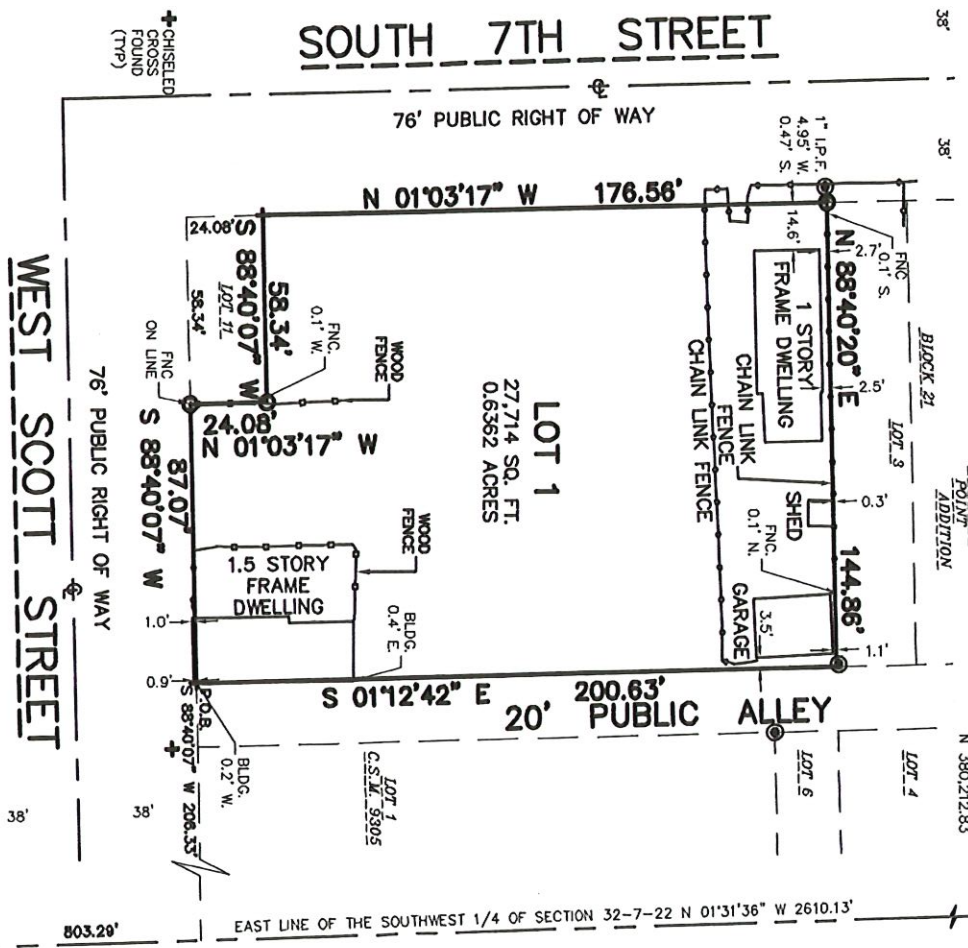 SOUTH 7TH STREET
38'
38'
+ CHISELED
CROSS
FOUND
(TYP)
76' PUBLIC RIGHT OF WAY
1" I.P.F.
4.95' W.
0.47' S.
N 01°03'17" W 176.56'
24.08'
14.6'
FNC
0.1' S.
2.7'
N 88°40'20" E
144.86'
1 STORY
FRAME DWELLING
2.5'
BLOCK 21
LOT 3
POINT
ADDITION
CHAIN LINK
FENCE
CHAIN LINK FENCE
0.3'
SHED
FNC.
0.1' N.
GARAGE
3.5'
1.1'
LOT 1
27,714 SQ. FT.
0.6362 ACRES
58.34'
S 88°40'07" W
LOT 11
58.34'
FNC.
0.1' W.
FNC
ON LINE
WOOD
FENCE
24.08'
N 01°03'17" W
87.07'
S 88°40'07" W
76' PUBLIC RIGHT OF WAY
WEST SCOTT STREET
WOOD
FENCE
1.5 STORY
FRAME
DWELLING
1.0'
0.9'
BLDG.
0.4' E.
S 01°12'42" E 200.63'
20' PUBLIC ALLEY
P.O.B.
S 88°40'07" W 206.33'
BLDG.
0.2' W.
LOT 1
C.S.M. 9305
LOT 6
LOT 4
N 380,212.83
38'
38'
803.29'
EAST LINE OF THE SOUTHWEST 1/4 OF SECTION 32-7-22 N 01°31'36" W 2610.13'